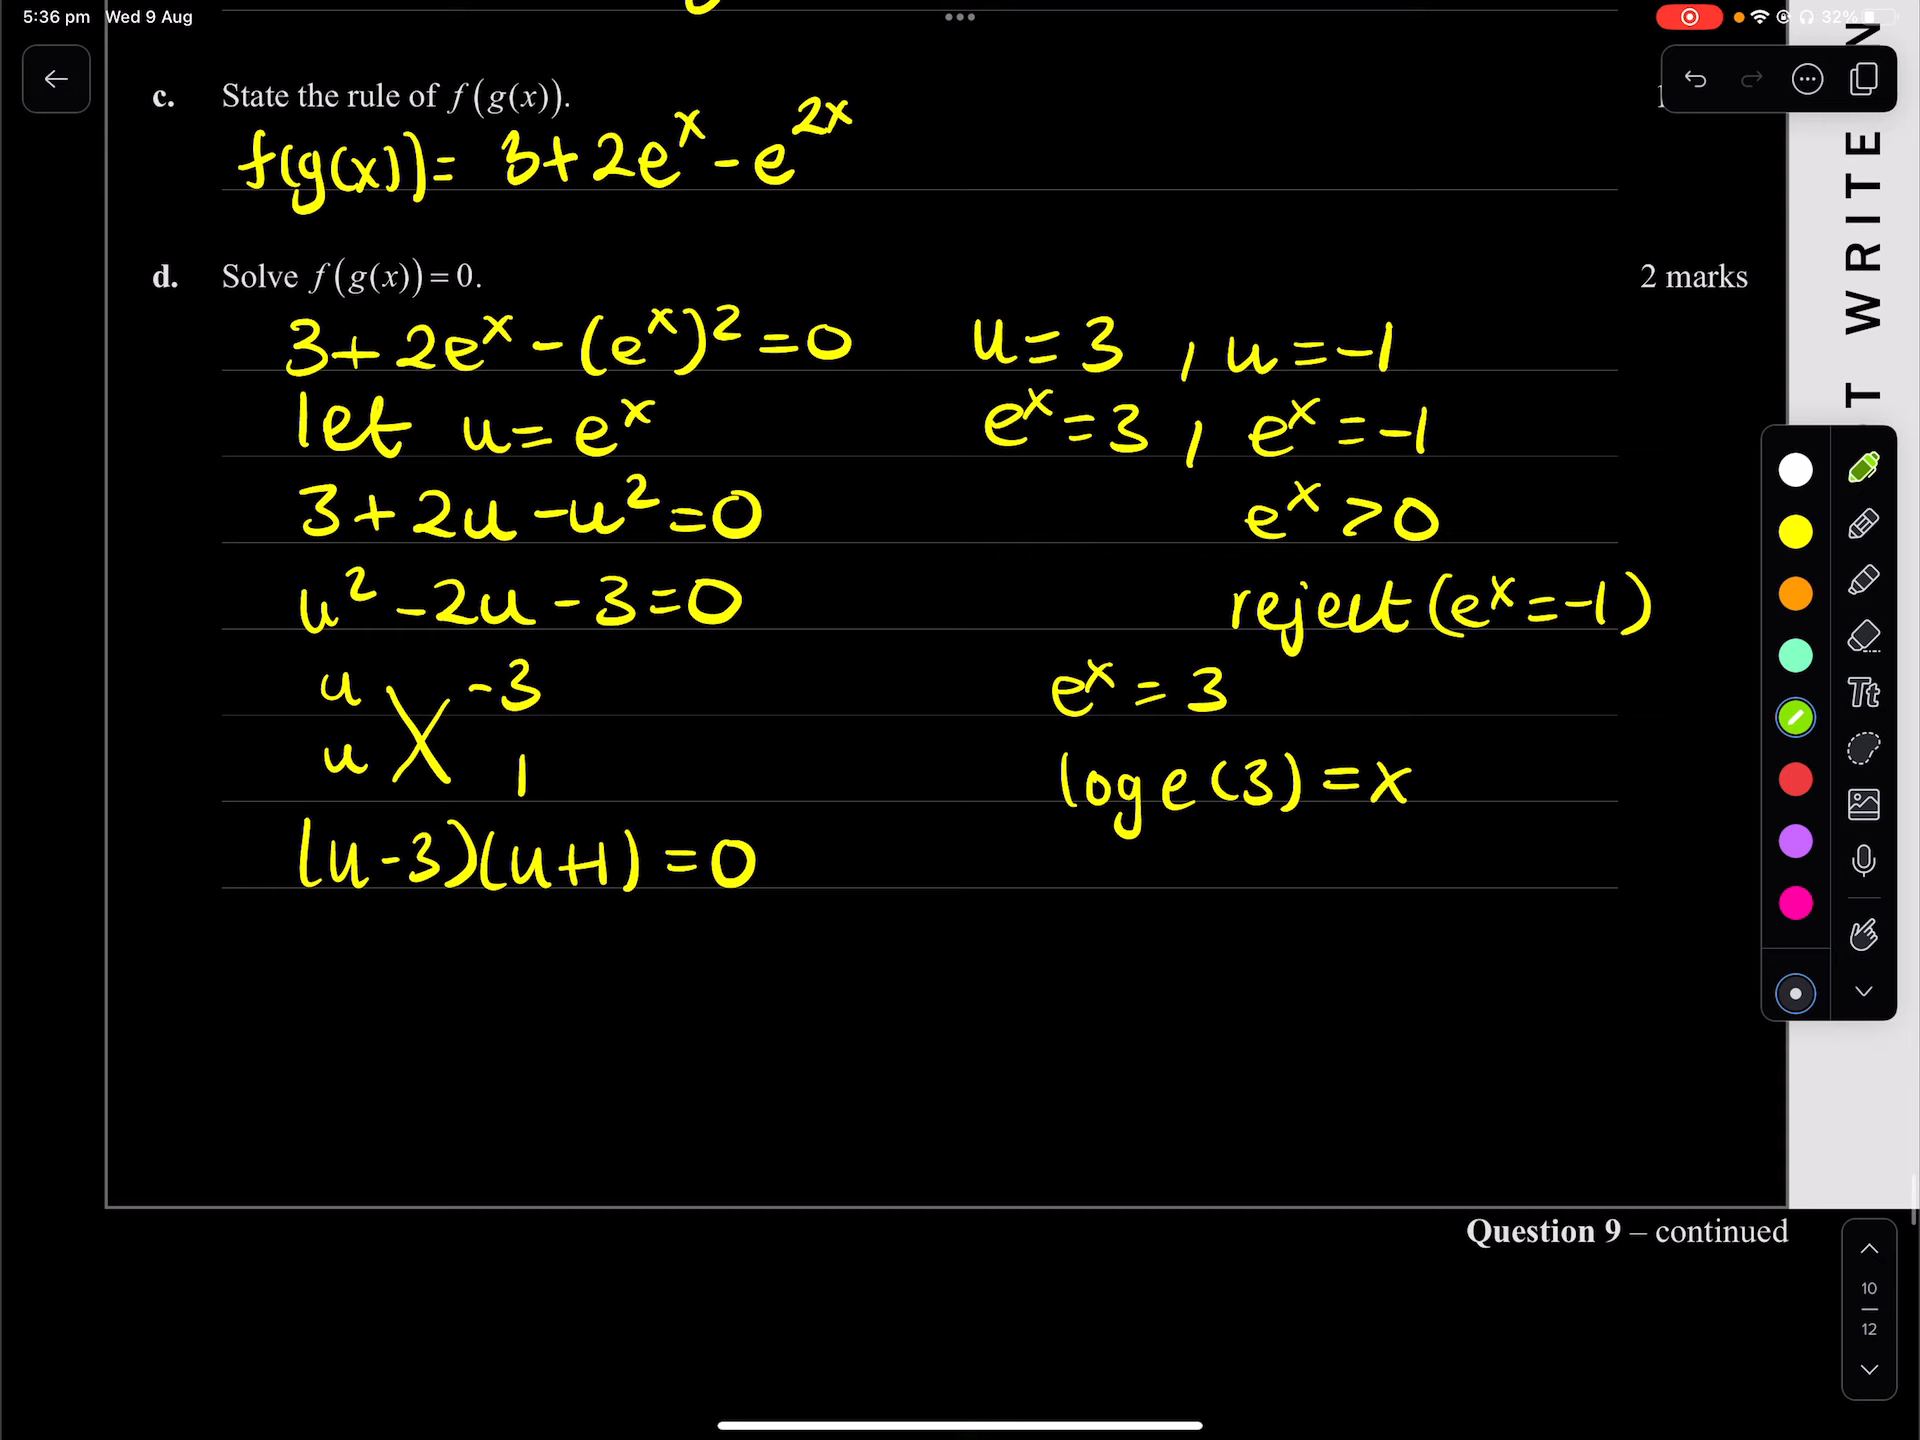 5:36 pm Wed 9 Aug
32%
c. State the rule of f(g(x)).
f(g(x))= 3+2e^x-e^2x
d. Solve f(g(x))=0.
2 marks
3+2e^x-(e^x)^2=0
let u=e^x
3+2u-u^2=0
u^2-2u-3=0
u -3
u 1
(u-3)(u+1)=0
u=3 , u=-1
e^x=3 , e^x=-1
e^x>0
reject(e^x=-1)
e^x=3
loge(3)=x
Question 9 – continued
T WRITE N
Tt
10
12